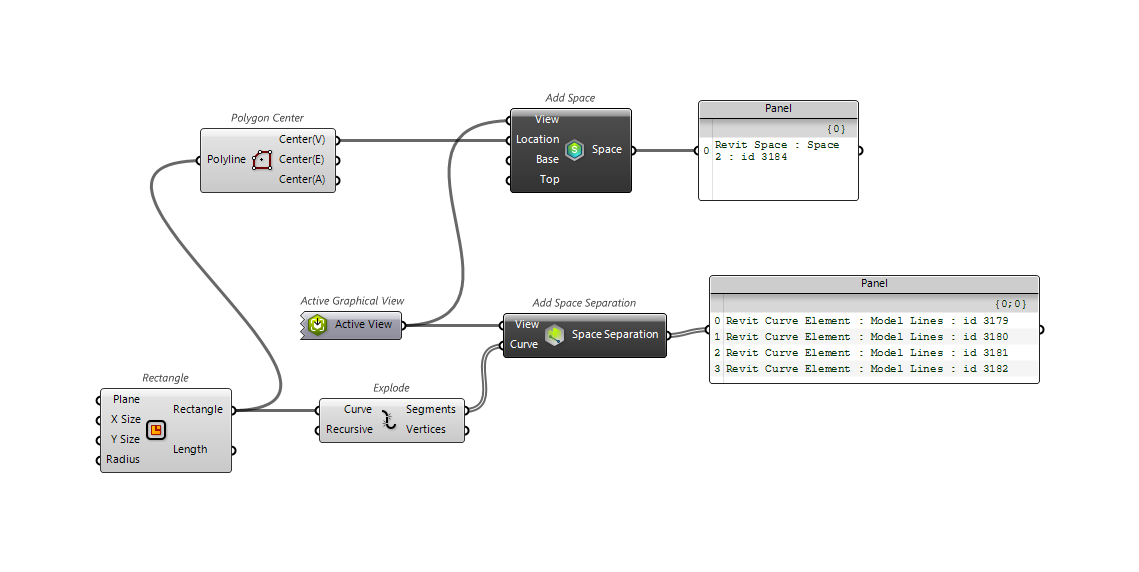 Add Space
Panel
Polygon Center
View
{0}
Center(V)
Location
Polyline
Center(E)
Space
0
Revit Space : Space
2 : id 3184
Base
Center(A)
Top
Active Graphical View
Add Space Separation
Panel
{0;0}
Active View
View
Space Separation
Curve
0 Revit Curve Element : Model Lines : id 3179
1 Revit Curve Element : Model Lines : id 3180
2 Revit Curve Element : Model Lines : id 3181
3 Revit Curve Element : Model Lines : id 3182
Rectangle
Explode
Plane
X Size
Y Size
Radius
Rectangle
Length
Curve
Recursive
Segments
Vertices